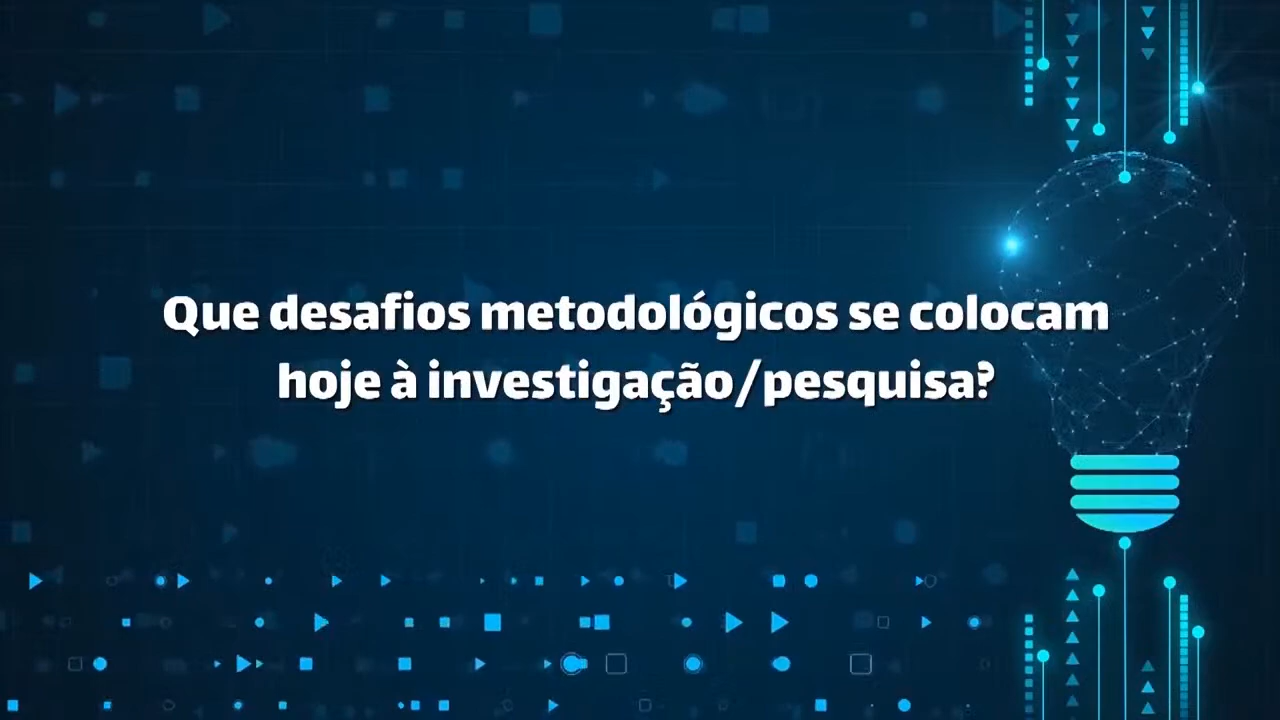 Que desafios metodológicos se colocam
hoje à investigação/pesquisa?